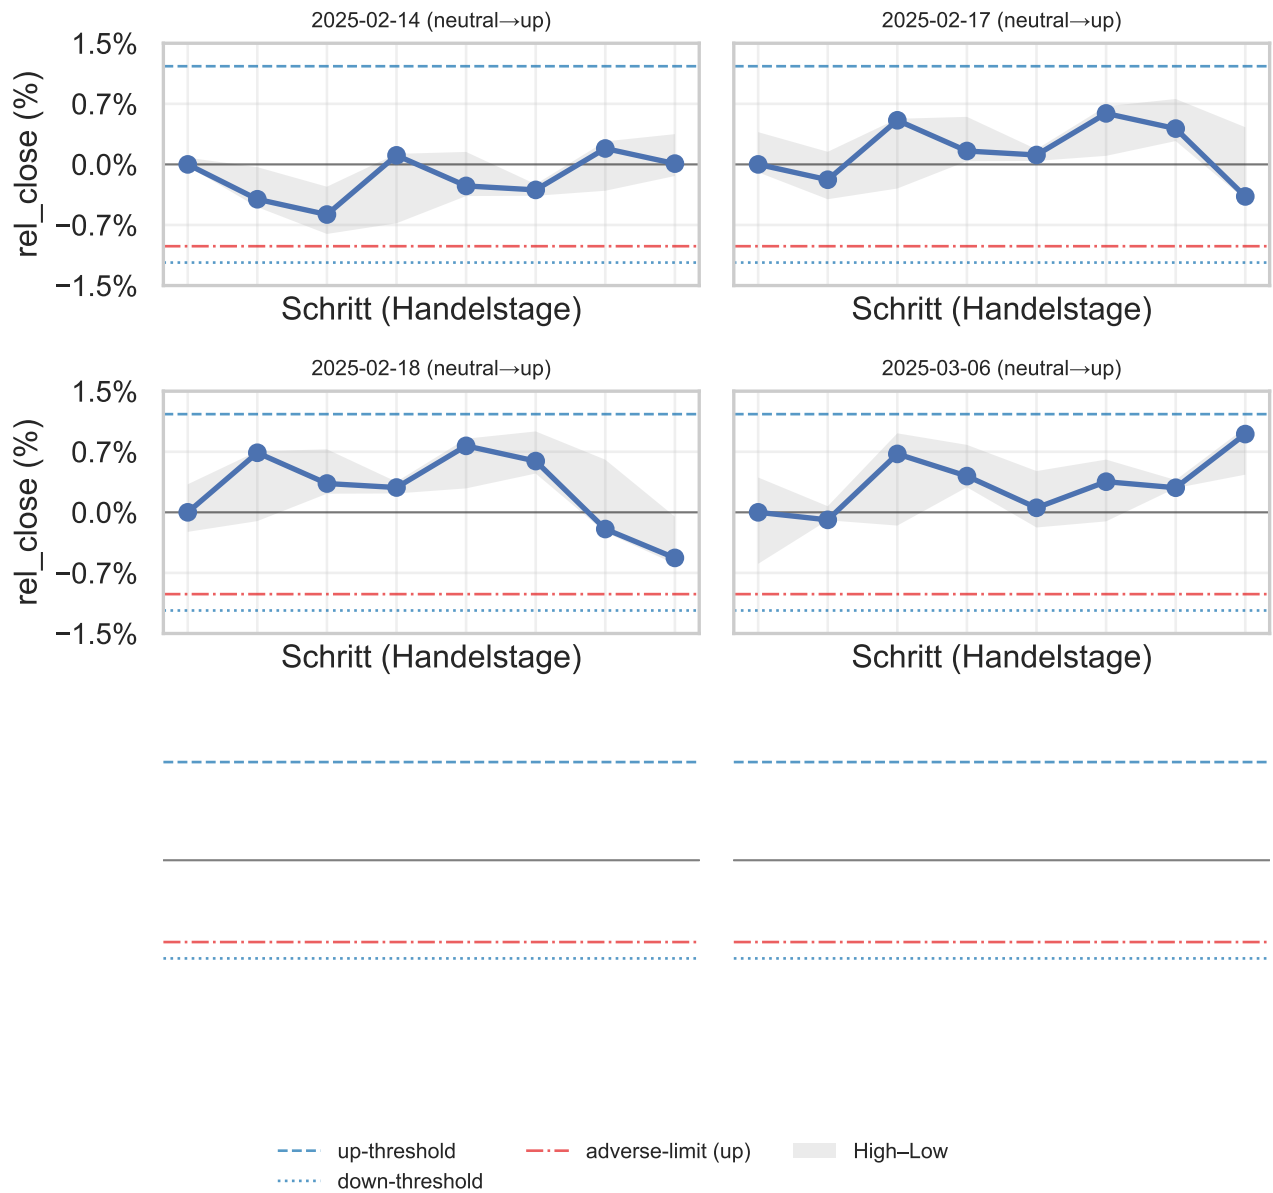 2025-02-14 (neutral→up)
2025-02-17 (neutral→up)
1.5%
0.7%
0.0%
−0.7%
−1.5%
rel_close (%)
Schritt (Handelstage)
Schritt (Handelstage)
2025-02-18 (neutral→up)
2025-03-06 (neutral→up)
1.5%
0.7%
0.0%
−0.7%
−1.5%
rel_close (%)
Schritt (Handelstage)
Schritt (Handelstage)
up-threshold
adverse-limit (up)
High–Low
down-threshold